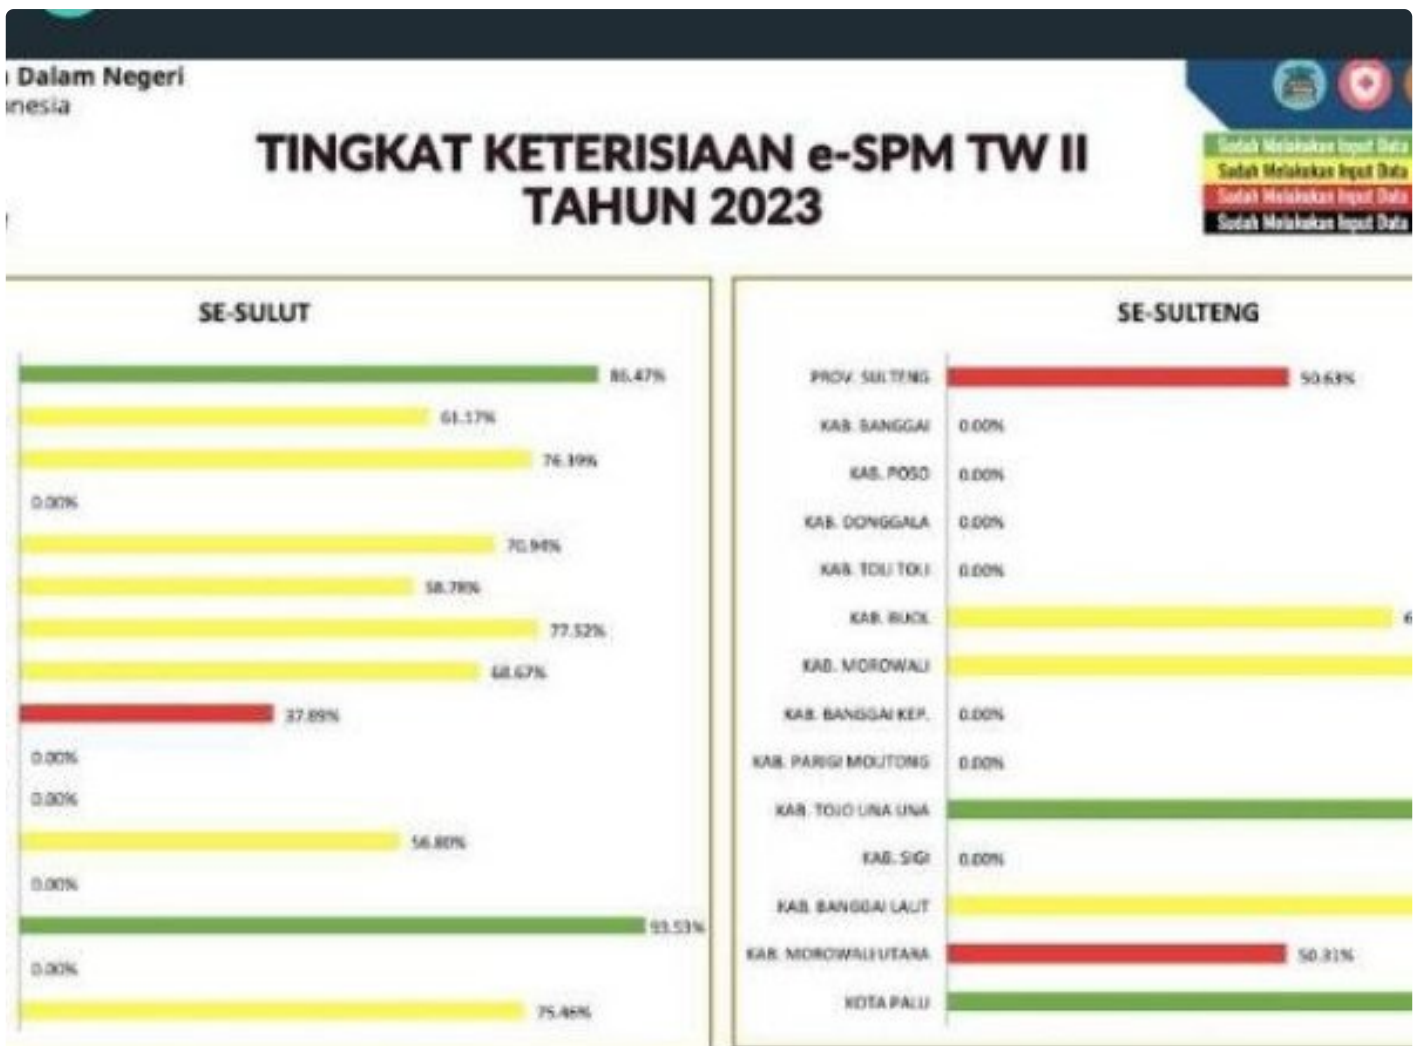 Dalam Negeri
nesia
TINGKAT KETERISIAAN e-SPM TW II
TAHUN 2023
Sudah Melakukan Input Data
Sudah Melakukan Input Data
Sudah Melakukan Input Data
Sudah Melakukan Input Data
SE-SULUT
86.47%
61.17%
76.39%
0.00%
70.94%
58.78%
77.52%
68.67%
37.89%
0.00%
0.00%
56.80%
0.00%
93.53%
0.00%
75.46%
SE-SULTENG
PROV. SULTENG 50.63%
KAB. BANGGAI 0.00%
KAB. POSO 0.00%
KAB. DONGGALA 0.00%
KAB. TOLI TOLI 0.00%
KAB. BUOL 6
KAB. MOROWALI
KAB. BANGGAI KEP. 0.00%
KAB. PARIGI MOUTONG 0.00%
KAB. TOJO UNA UNA
KAB. SIGI 0.00%
KAB. BANGGAI LAUT
KAB. MOROWALI UTARA 50.31%
KOTA PALU